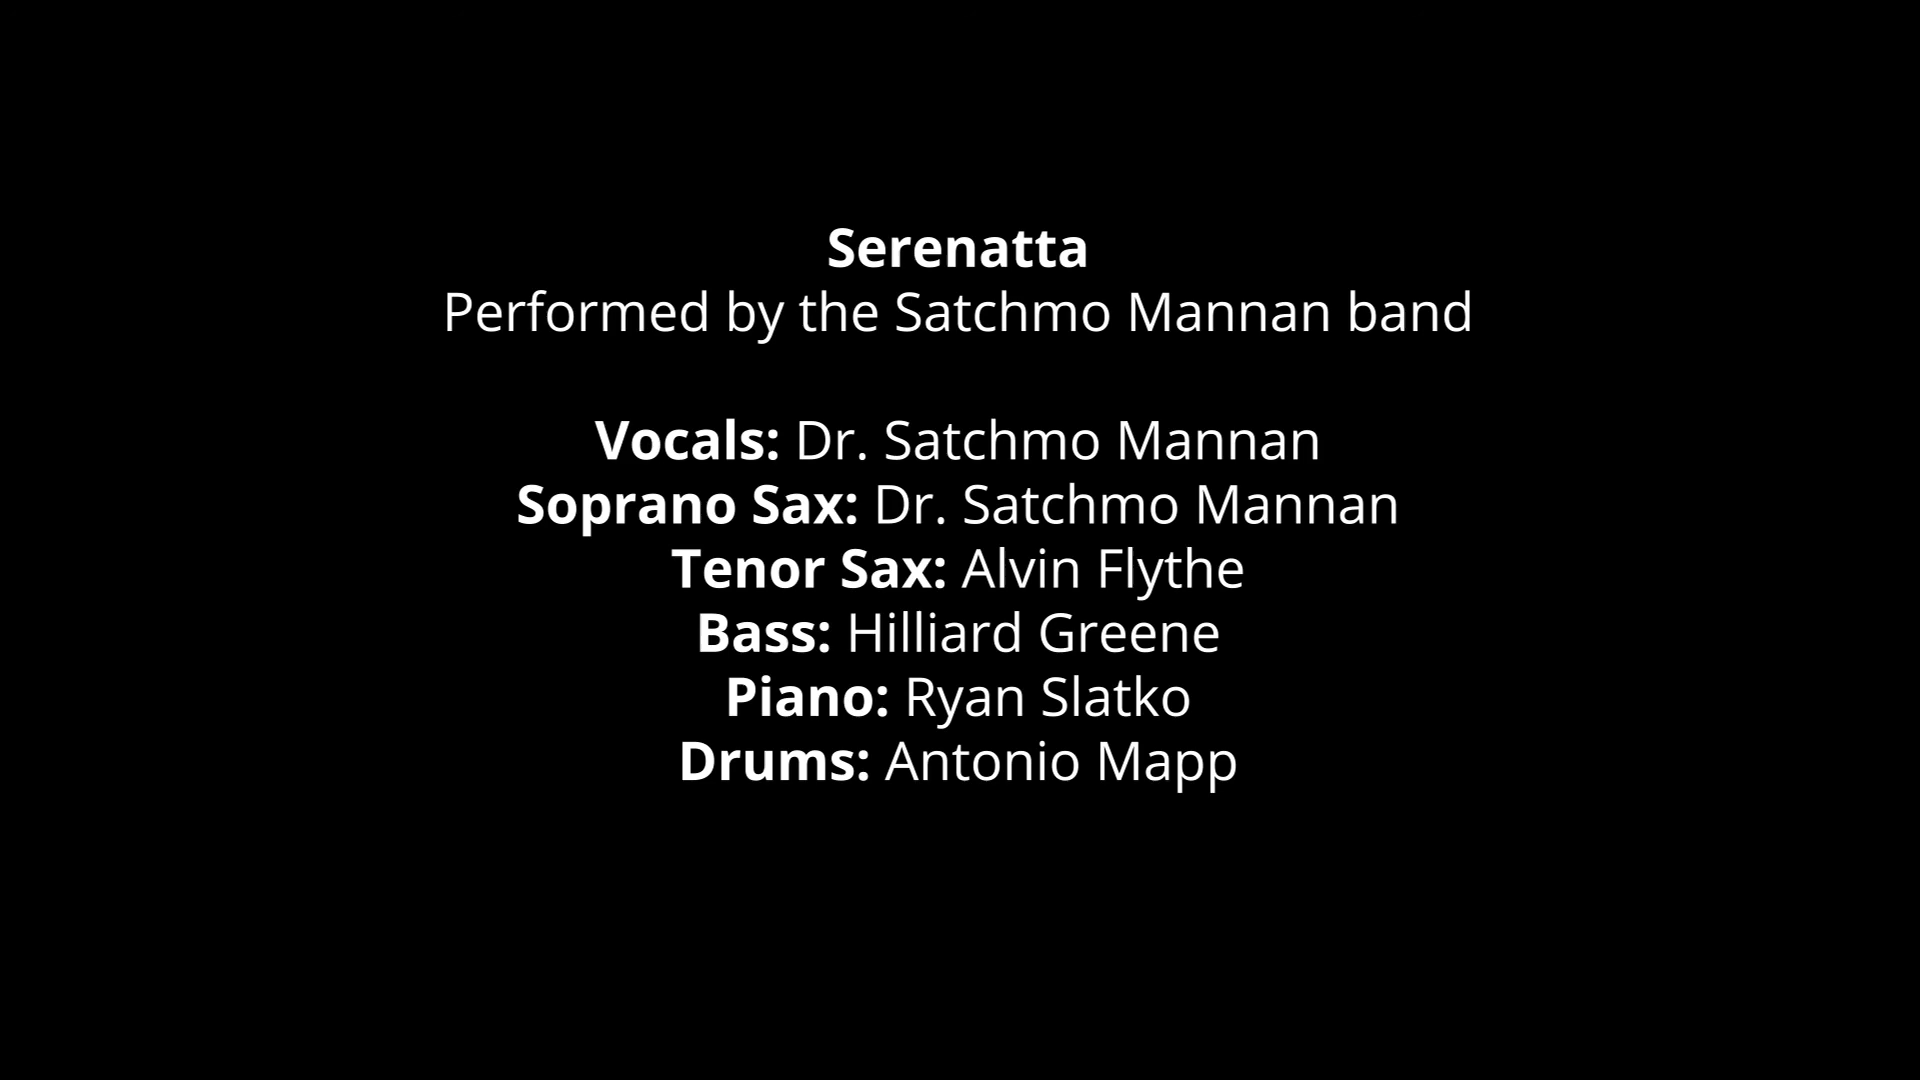 Serenatta
Performed by the Satchmo Mannan band
Vocals: Dr. Satchmo Mannan
Soprano Sax: Dr. Satchmo Mannan
Tenor Sax: Alvin Flythe
Bass: Hilliard Greene
Piano: Ryan Slatko
Drums: Antonio Mapp